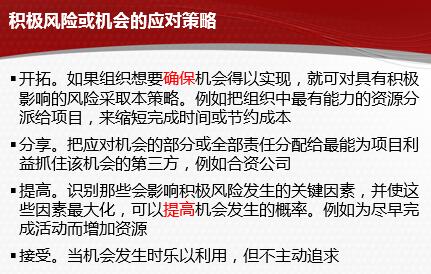 积极风险或机会的应对策略
▪开拓。如果组织想要确保机会得以实现，就可对具有积极
影响的风险采取本策略。例如把组织中最有能力的资源分
派给项目，来缩短完成时间或节约成本
▪分享。把应对机会的部分或全部责任分配给最能为项目利
益抓住该机会的第三方，例如合资公司
▪提高。识别那些会影响积极风险发生的关键因素，并使这
些因素最大化，可以提高机会发生的概率。例如为尽早完
成活动而增加资源
▪接受。当机会发生时乐以利用，但不主动追求